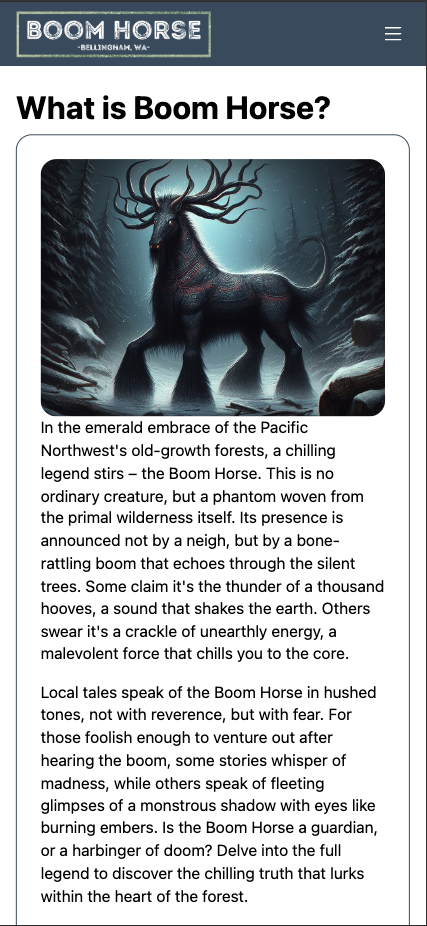 BOOM HORSE
-BELLINGHAM, WA-
What is Boom Horse?
In the emerald embrace of the Pacific
Northwest's old-growth forests, a chilling
legend stirs – the Boom Horse. This is no
ordinary creature, but a phantom woven from
the primal wilderness itself. Its presence is
announced not by a neigh, but by a bone-
rattling boom that echoes through the silent
trees. Some claim it's the thunder of a thousand
hooves, a sound that shakes the earth. Others
swear it's a crackle of unearthly energy, a
malevolent force that chills you to the core.
Local tales speak of the Boom Horse in hushed
tones, not with reverence, but with fear. For
those foolish enough to venture out after
hearing the boom, some stories whisper of
madness, while others speak of fleeting
glimpses of a monstrous shadow with eyes like
burning embers. Is the Boom Horse a guardian,
or a harbinger of doom? Delve into the full
legend to discover the chilling truth that lurks
within the heart of the forest.